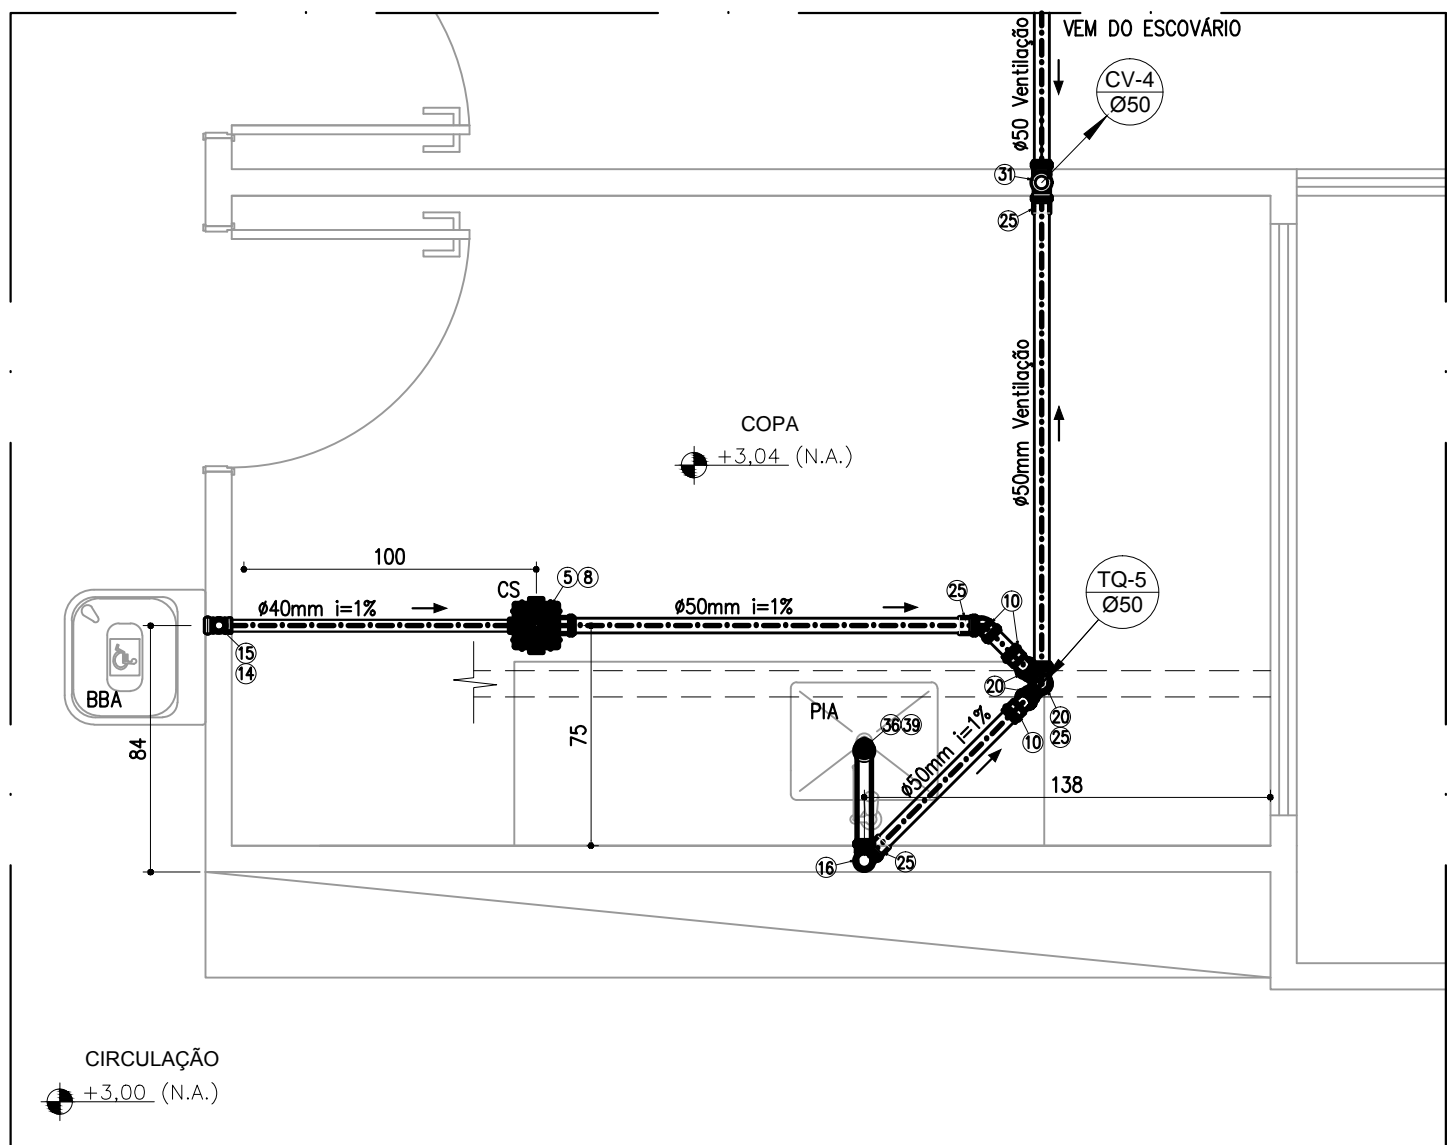 VEM DO ESCOVÁRIO
ø50 Ventilação
CV-4
Ø50
31
25
ø50mm Ventilação
COPA
+3,04 (N.A.)
100
CS
5 8
ø40mm i=1%
ø50mm i=1%
25
10
TQ-5
Ø50
15
14
BBA
84
75
PIA
20
20
25
10
36 39
ø50mm i=1%
138
16
25
CIRCULAÇÃO
+3,00 (N.A.)